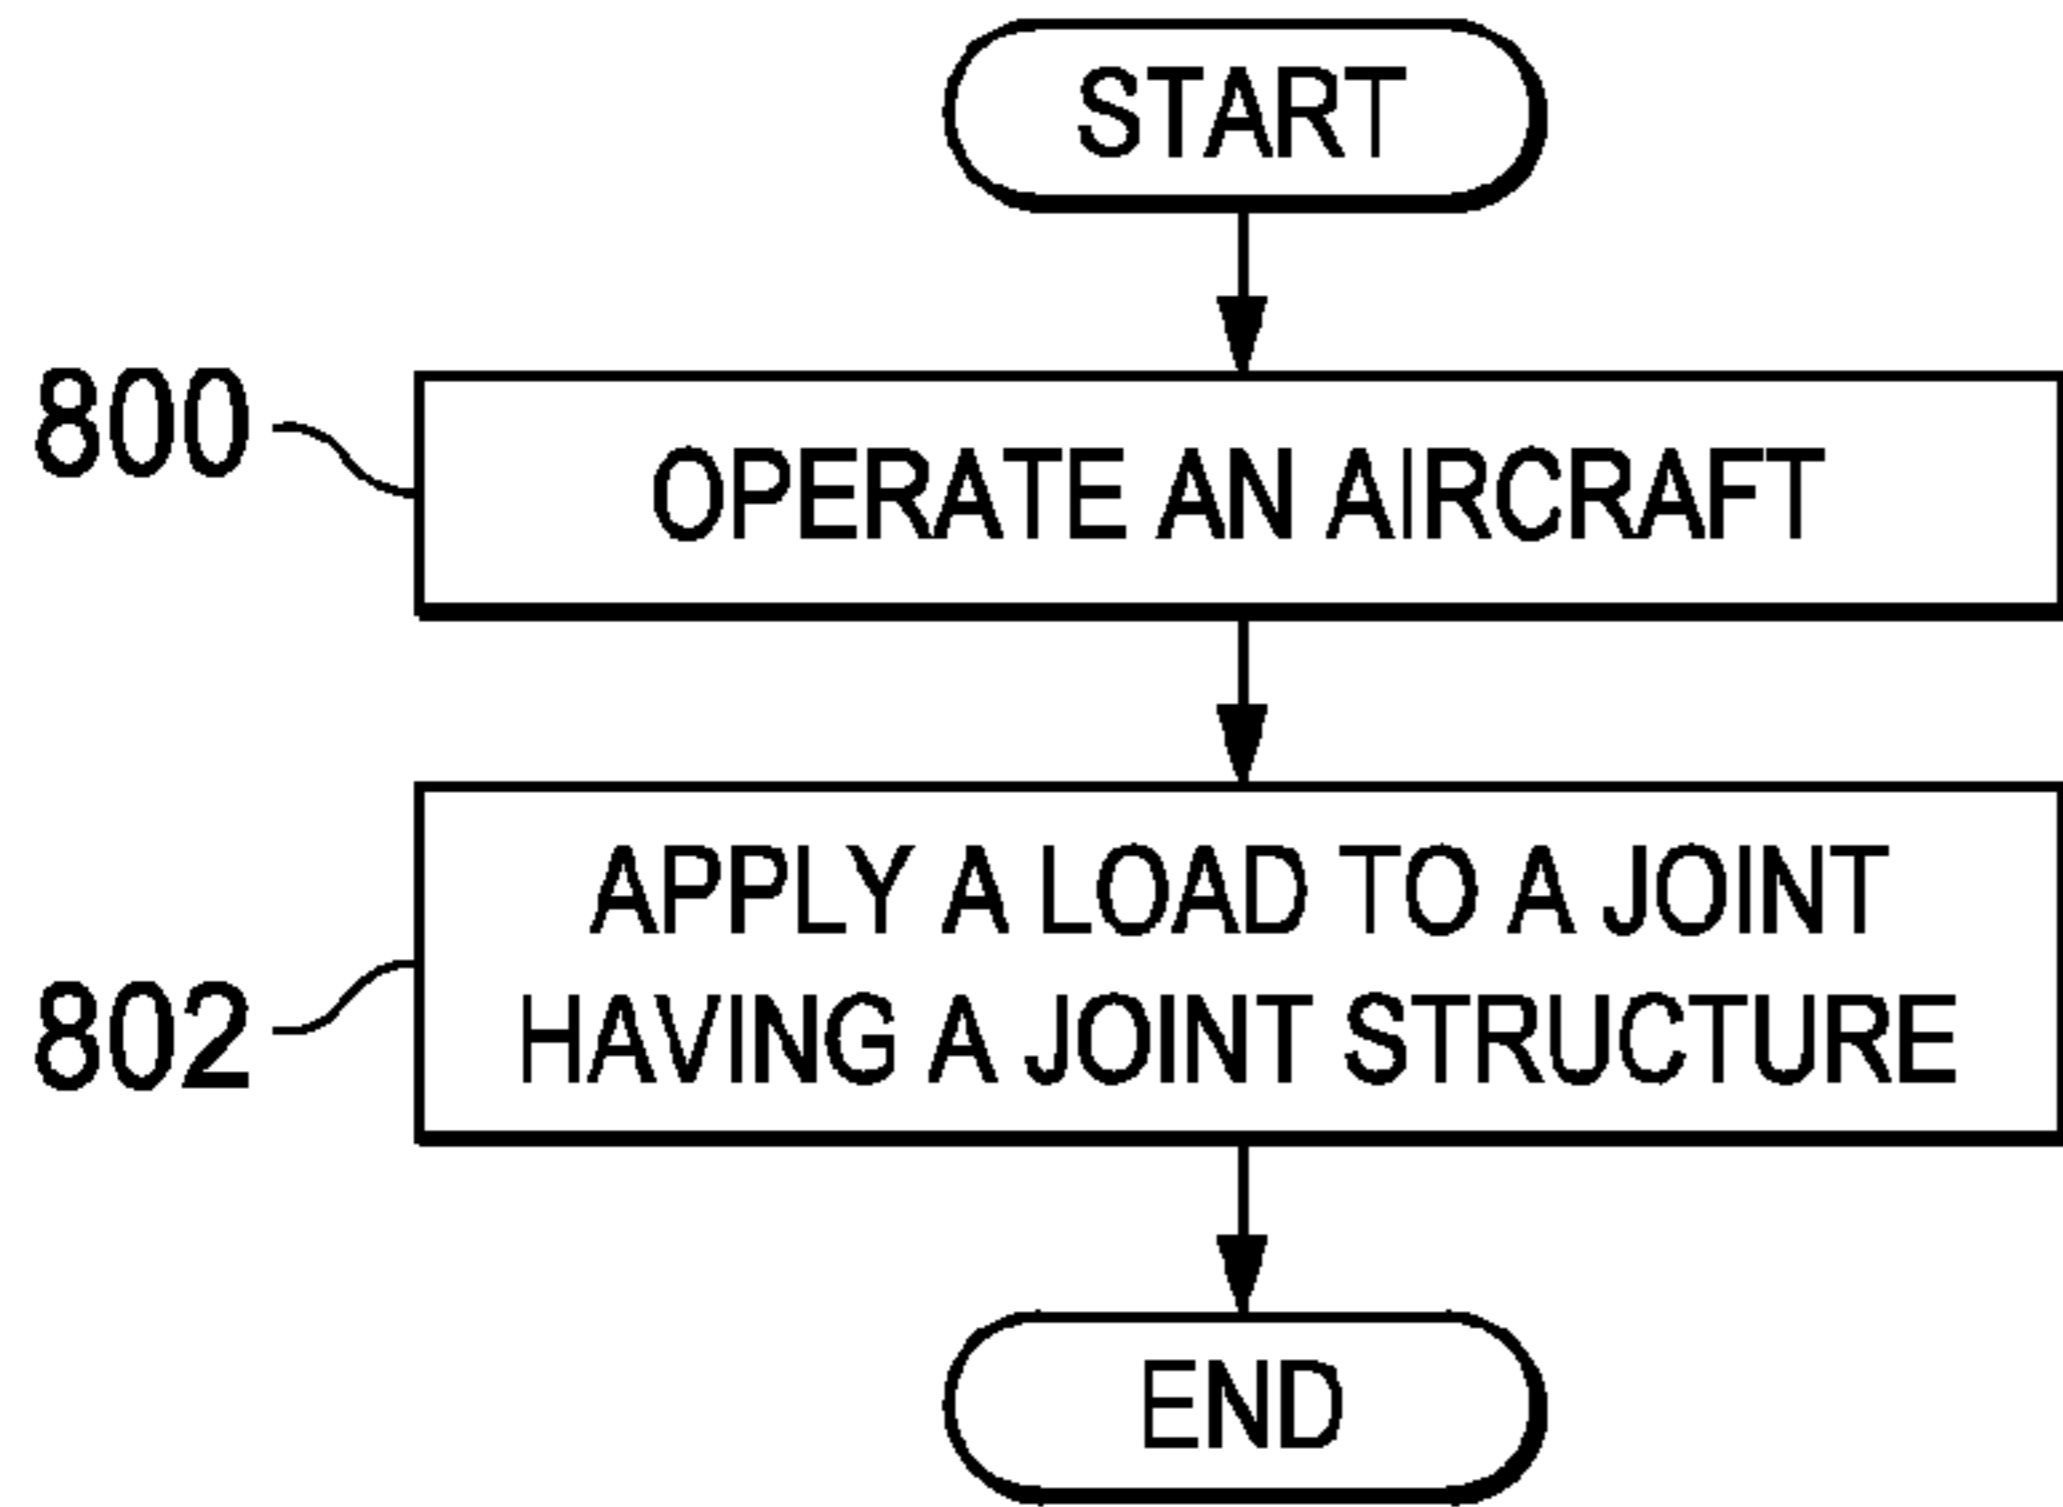 START
800
OPERATE AN AIRCRAFT
802
APPLY A LOAD TO A JOINT
HAVING A JOINT STRUCTURE
END